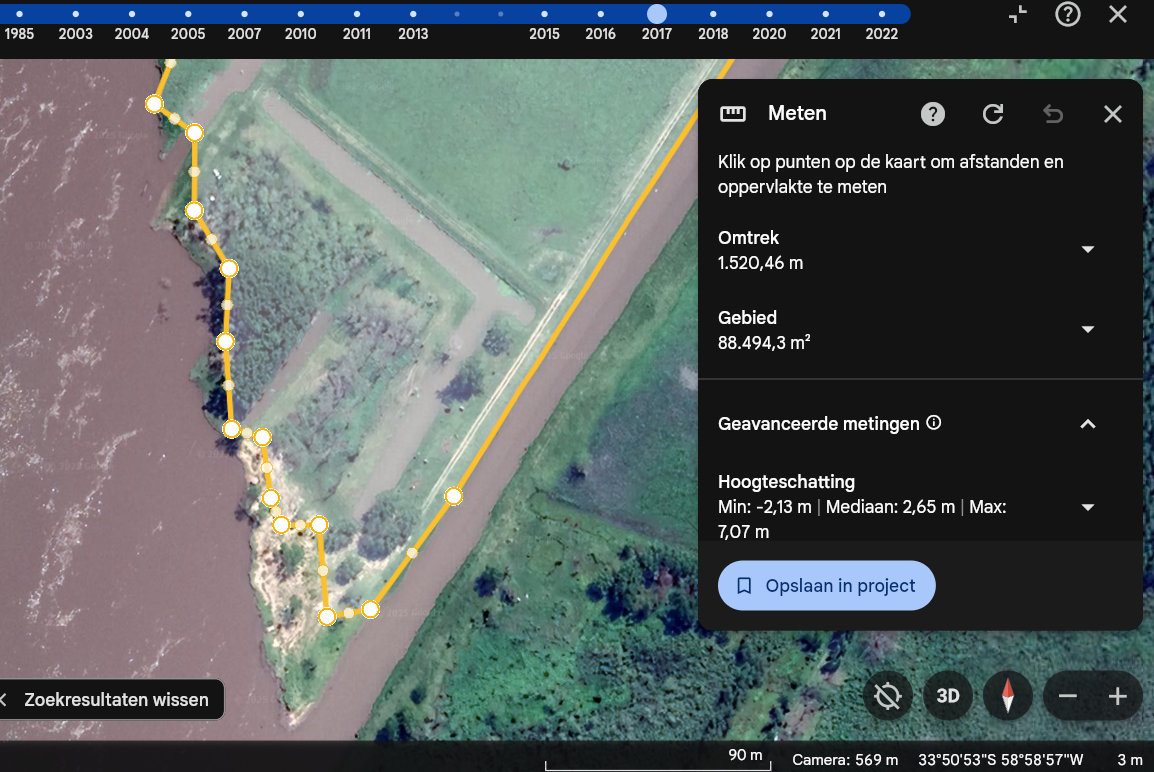 1985 2003 2004 2005 2007 2010 2011 2013 2015 2016 2017 2018 2020 2021 2022
Meten
Klik op punten op de kaart om afstanden en
oppervlakte te meten
Omtrek
1.520,46 m
Gebied
88.494,3 m²
Geavanceerde metingen
Hoogteschatting
Min: -2,13 m | Mediaan: 2,65 m | Max:
7,07 m
Opslaan in project
Zoekresultaten wissen
3D
90 m
Camera: 569 m 33°50'53"S 58°58'57"W 3 m